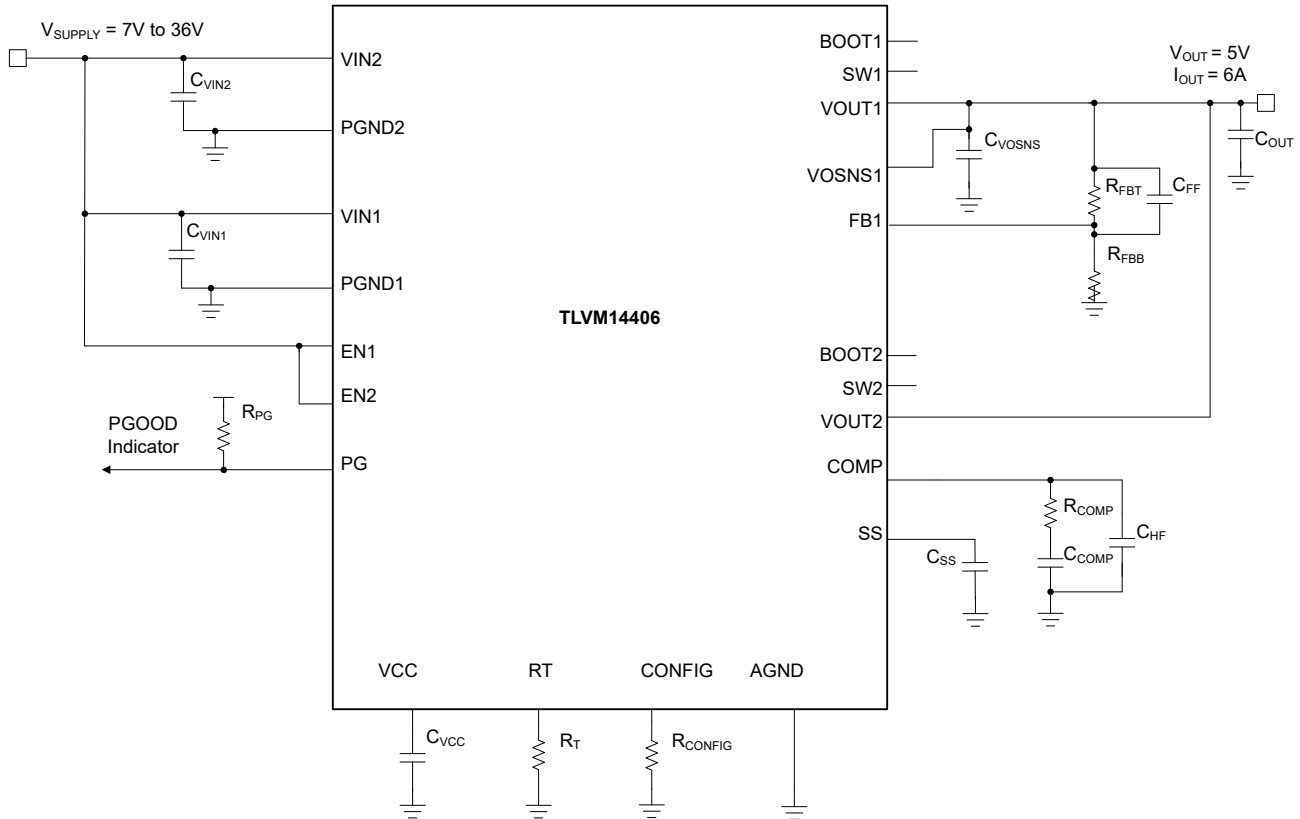 V_SUPPLY = 7V to 36V
VIN2
C_VIN2
PGND2
VIN1
C_VIN1
PGND1
EN1
EN2
R_PG
PGOOD
Indicator
PG
TLVM14406
BOOT1
SW1
VOUT1
V_OUT = 5V
I_OUT = 6A
C_OUT
C_VOSNS
VOSNS1
R_FBT
C_FF
FB1
R_FBB
BOOT2
SW2
VOUT2
COMP
R_COMP
C_HF
C_COMP
SS
C_SS
VCC
RT
CONFIG
AGND
C_VCC
R_T
R_CONFIG